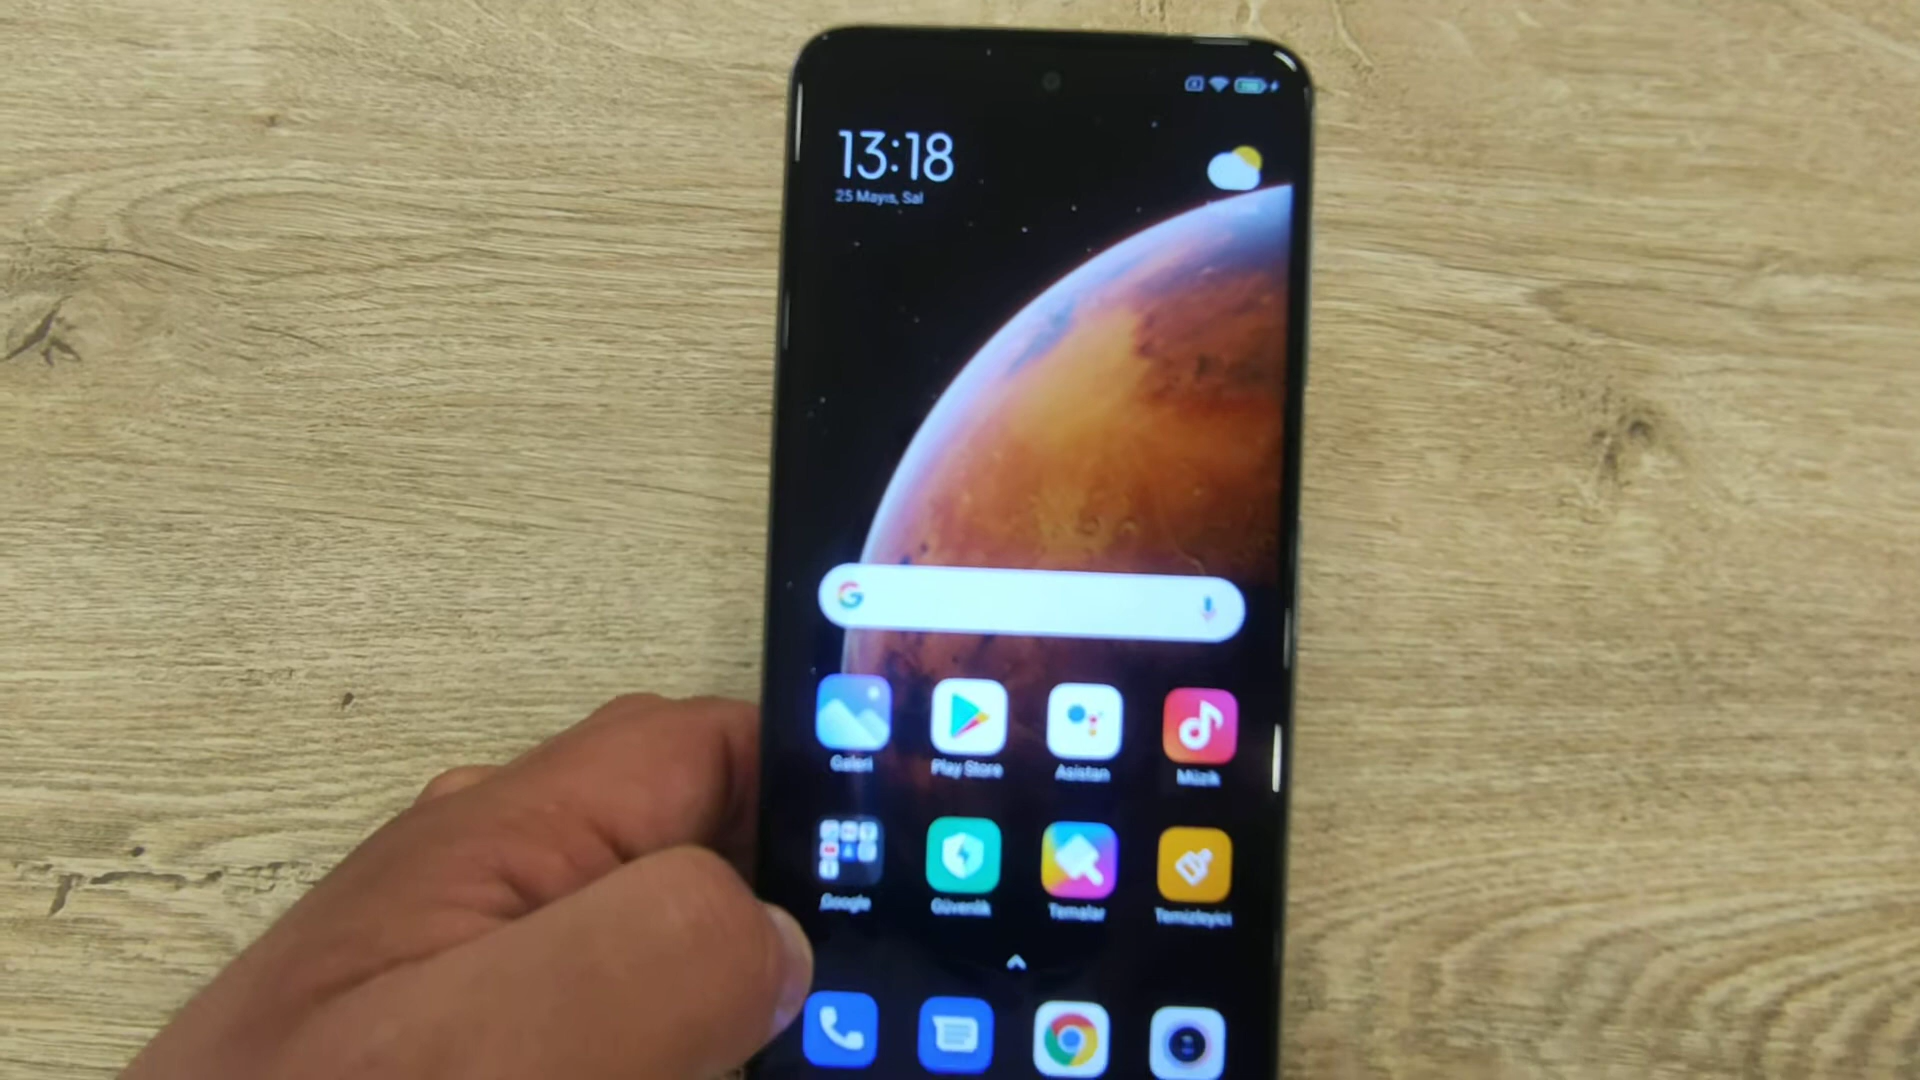 13:18
25 Mayıs, Sal
Galeri
Play Store
Asistan
Müzik
Google
Güvenlik
Temalar
Temizleyici